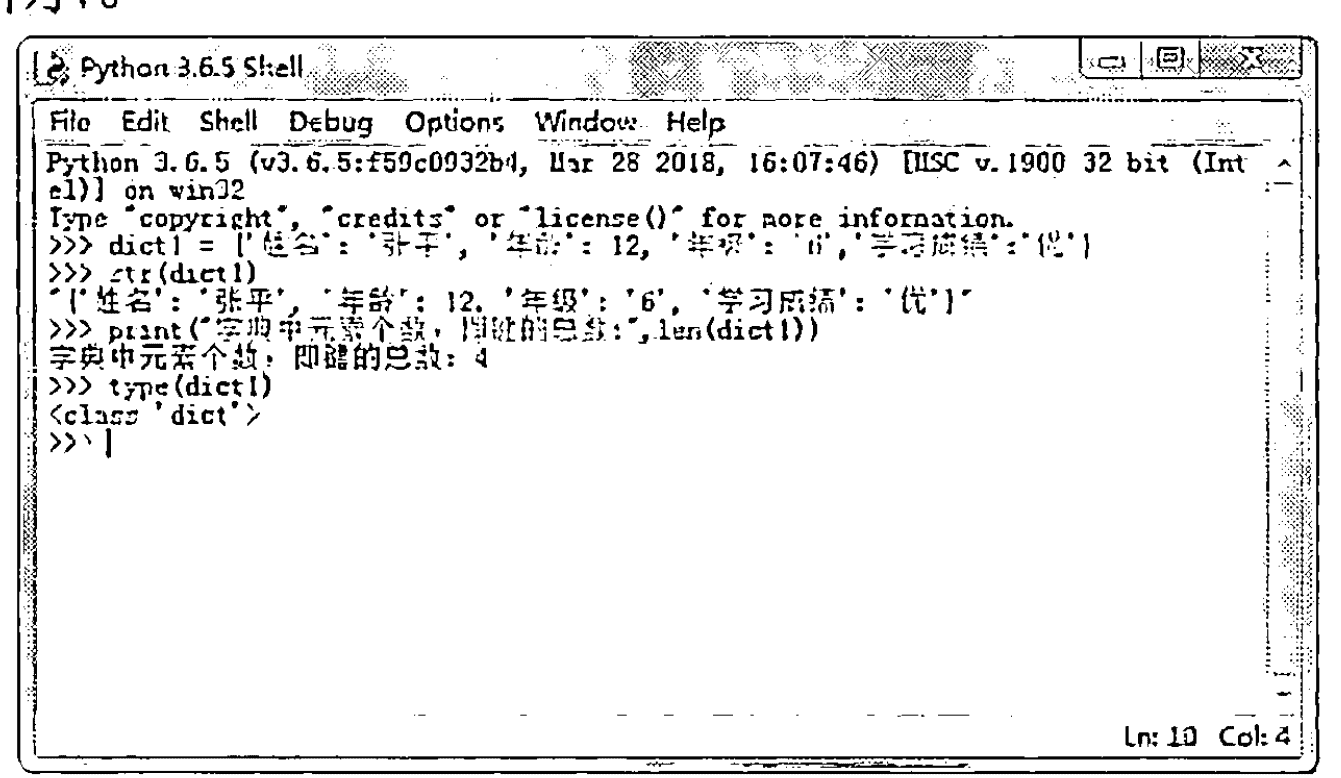 Python 3.6.5 Shell
File Edit Shell Debug Options Window Help
Python 3.6.5 (v3.6.5:f59c0932b4, Mar 28 2018, 16:07:46) [MSC v.1900 32 bit (Int
el)] on win32
Type "copyright", "credits" or "license()" for more information.
>>> dict1 = {'姓名': '张平', '年龄': 12, '年级': '6','学习成绩':'优'}
>>> str(dict1)
"{'姓名': '张平', '年龄': 12, '年级': '6', '学习成绩': '优'}"
>>> print("字典中元素个数，即键的总数:",len(dict1))
字典中元素个数，即键的总数: 4
>>> type(dict1)
<class 'dict'>
>>>
Ln: 10 Col: 4